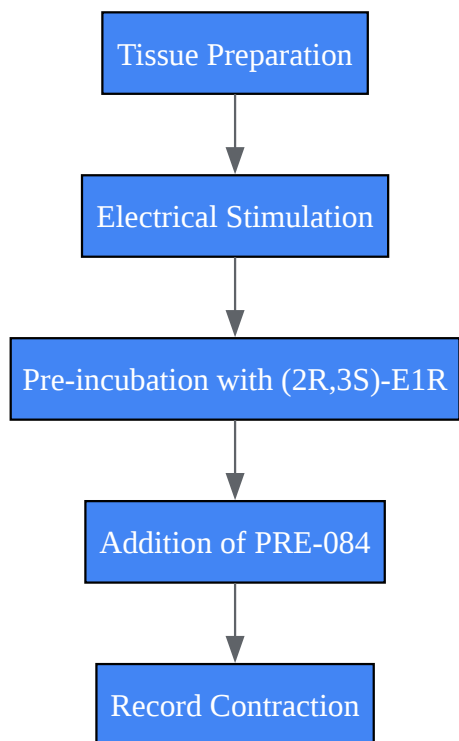 Tissue Preparation
Electrical Stimulation
Pre-incubation with (2R,3S)-E1R
Addition of PRE-084
Record Contraction